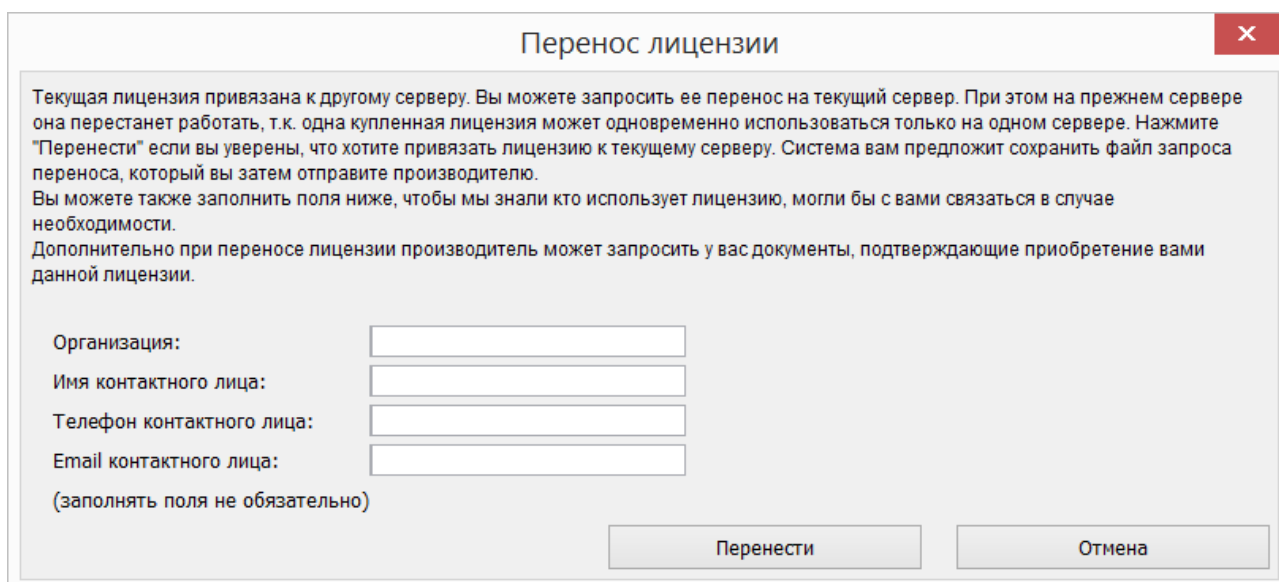 Перенос лицензии
Текущая лицензия привязана к другому серверу. Вы можете запросить ее перенос на текущий сервер. При этом на прежнем сервере
она перестанет работать, т.к. одна купленная лицензия может одновременно использоваться только на одном сервере. Нажмите
"Перенести" если вы уверены, что хотите привязать лицензию к текущему серверу. Система вам предложит сохранить файл запроса
переноса, который вы затем отправите производителю.
Вы можете также заполнить поля ниже, чтобы мы знали кто использует лицензию, могли бы с вами связаться в случае
необходимости.
Дополнительно при переносе лицензии производитель может запросить у вас документы, подтверждающие приобретение вами
данной лицензии.
Организация:
Имя контактного лица:
Телефон контактного лица:
Email контактного лица:
(заполнять поля не обязательно)
Перенести Отмена